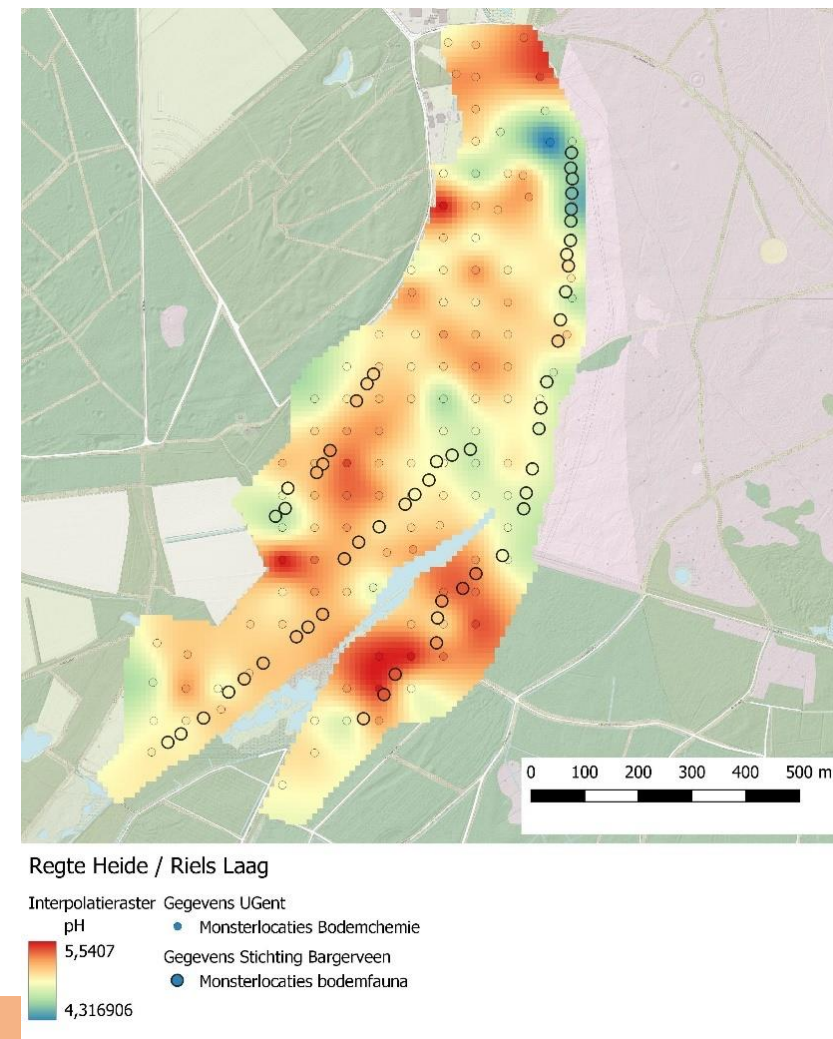 0 100 200 300 400 500 m
Regte Heide / Riels Laag
Interpolatieraster
pH
5,5407
4,316906
Gegevens UGent
Monsterlocaties Bodemchemie
Gegevens Stichting Bargerveen
Monsterlocaties bodemfauna